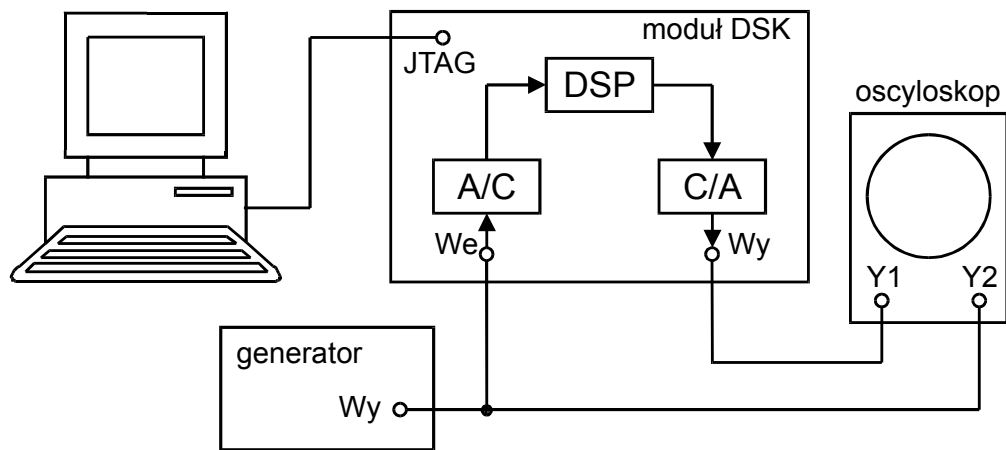 moduł DSK
JTAG
DSP
oscyloskop
A/C
C/A
We
Wy
Y1
Y2
generator
Wy